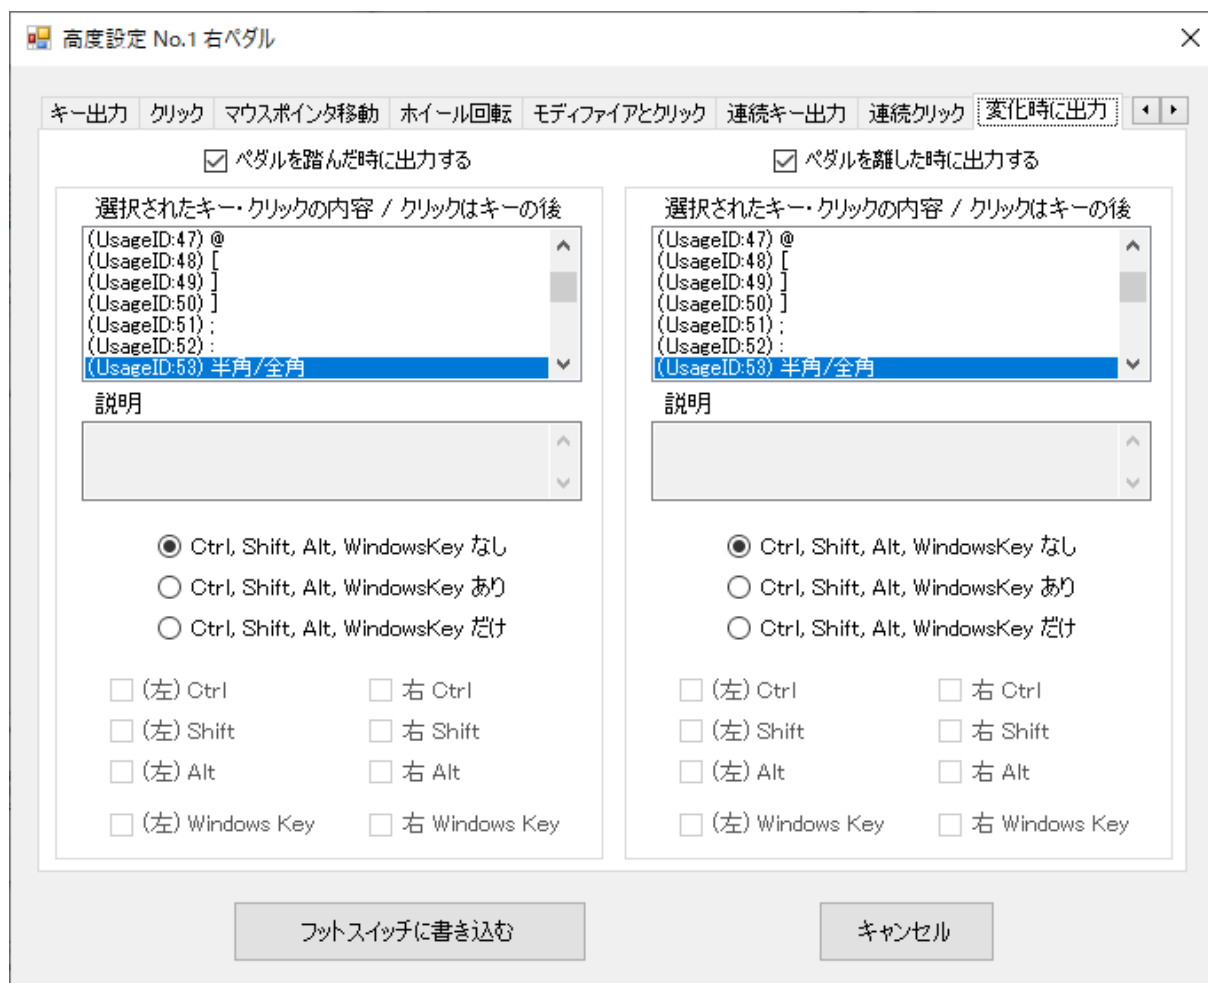 高度設定 No.1 右ペダル
キー出力 クリック マウスポインタ移動 ホイール回転 モディファイアとクリック 連続キー出力 連続クリック 変化時に出力
ペダルを踏んだ時に出力する
選択されたキー・クリックの内容 / クリックはキーの後
(UsageID:47) @
(UsageID:48) [
(UsageID:49) ]
(UsageID:50) ]
(UsageID:51) ;
(UsageID:52) :
(UsageID:53) 半角/全角
説明
Ctrl, Shift, Alt, WindowsKey なし
Ctrl, Shift, Alt, WindowsKey あり
Ctrl, Shift, Alt, WindowsKey だけ
(左) Ctrl 右 Ctrl
(左) Shift 右 Shift
(左) Alt 右 Alt
(左) Windows Key 右 Windows Key
ペダルを離した時に出力する
選択されたキー・クリックの内容 / クリックはキーの後
(UsageID:47) @
(UsageID:48) [
(UsageID:49) ]
(UsageID:50) ]
(UsageID:51) ;
(UsageID:52) :
(UsageID:53) 半角/全角
説明
Ctrl, Shift, Alt, WindowsKey なし
Ctrl, Shift, Alt, WindowsKey あり
Ctrl, Shift, Alt, WindowsKey だけ
(左) Ctrl 右 Ctrl
(左) Shift 右 Shift
(左) Alt 右 Alt
(左) Windows Key 右 Windows Key
フットスイッチに書き込む キャンセル